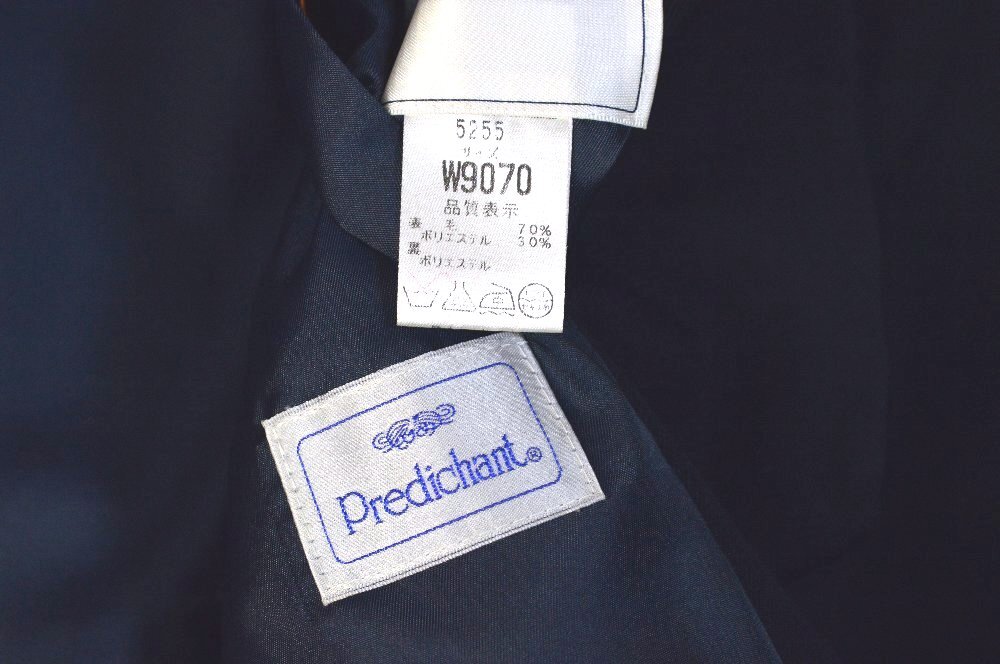 5255
サイズ
W9070
品質表示
表 毛 70%
ポリエステル 30%
裏
ポリエステル
Predichant®